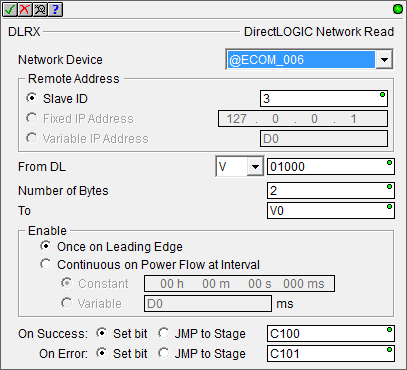 DLRX DirectLOGIC Network Read
Network Device @ECOM_006
Remote Address
Slave ID 3
Fixed IP Address 127 . 0 . 0 . 1
Variable IP Address D0
From DL V 01000
Number of Bytes 2
To V0
Enable
Once on Leading Edge
Continuous on Power Flow at Interval
Constant 00 h 00 m 00 s 000 ms
Variable D0 ms
On Success: Set bit JMP to Stage C100
On Error: Set bit JMP to Stage C101